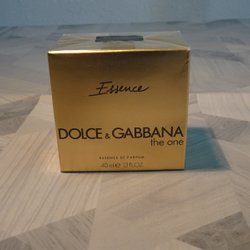 Essence
DOLCE & GABBANA
the one
ESSENCE DE PARFUM
40 ml 1.3 FL.OZ.